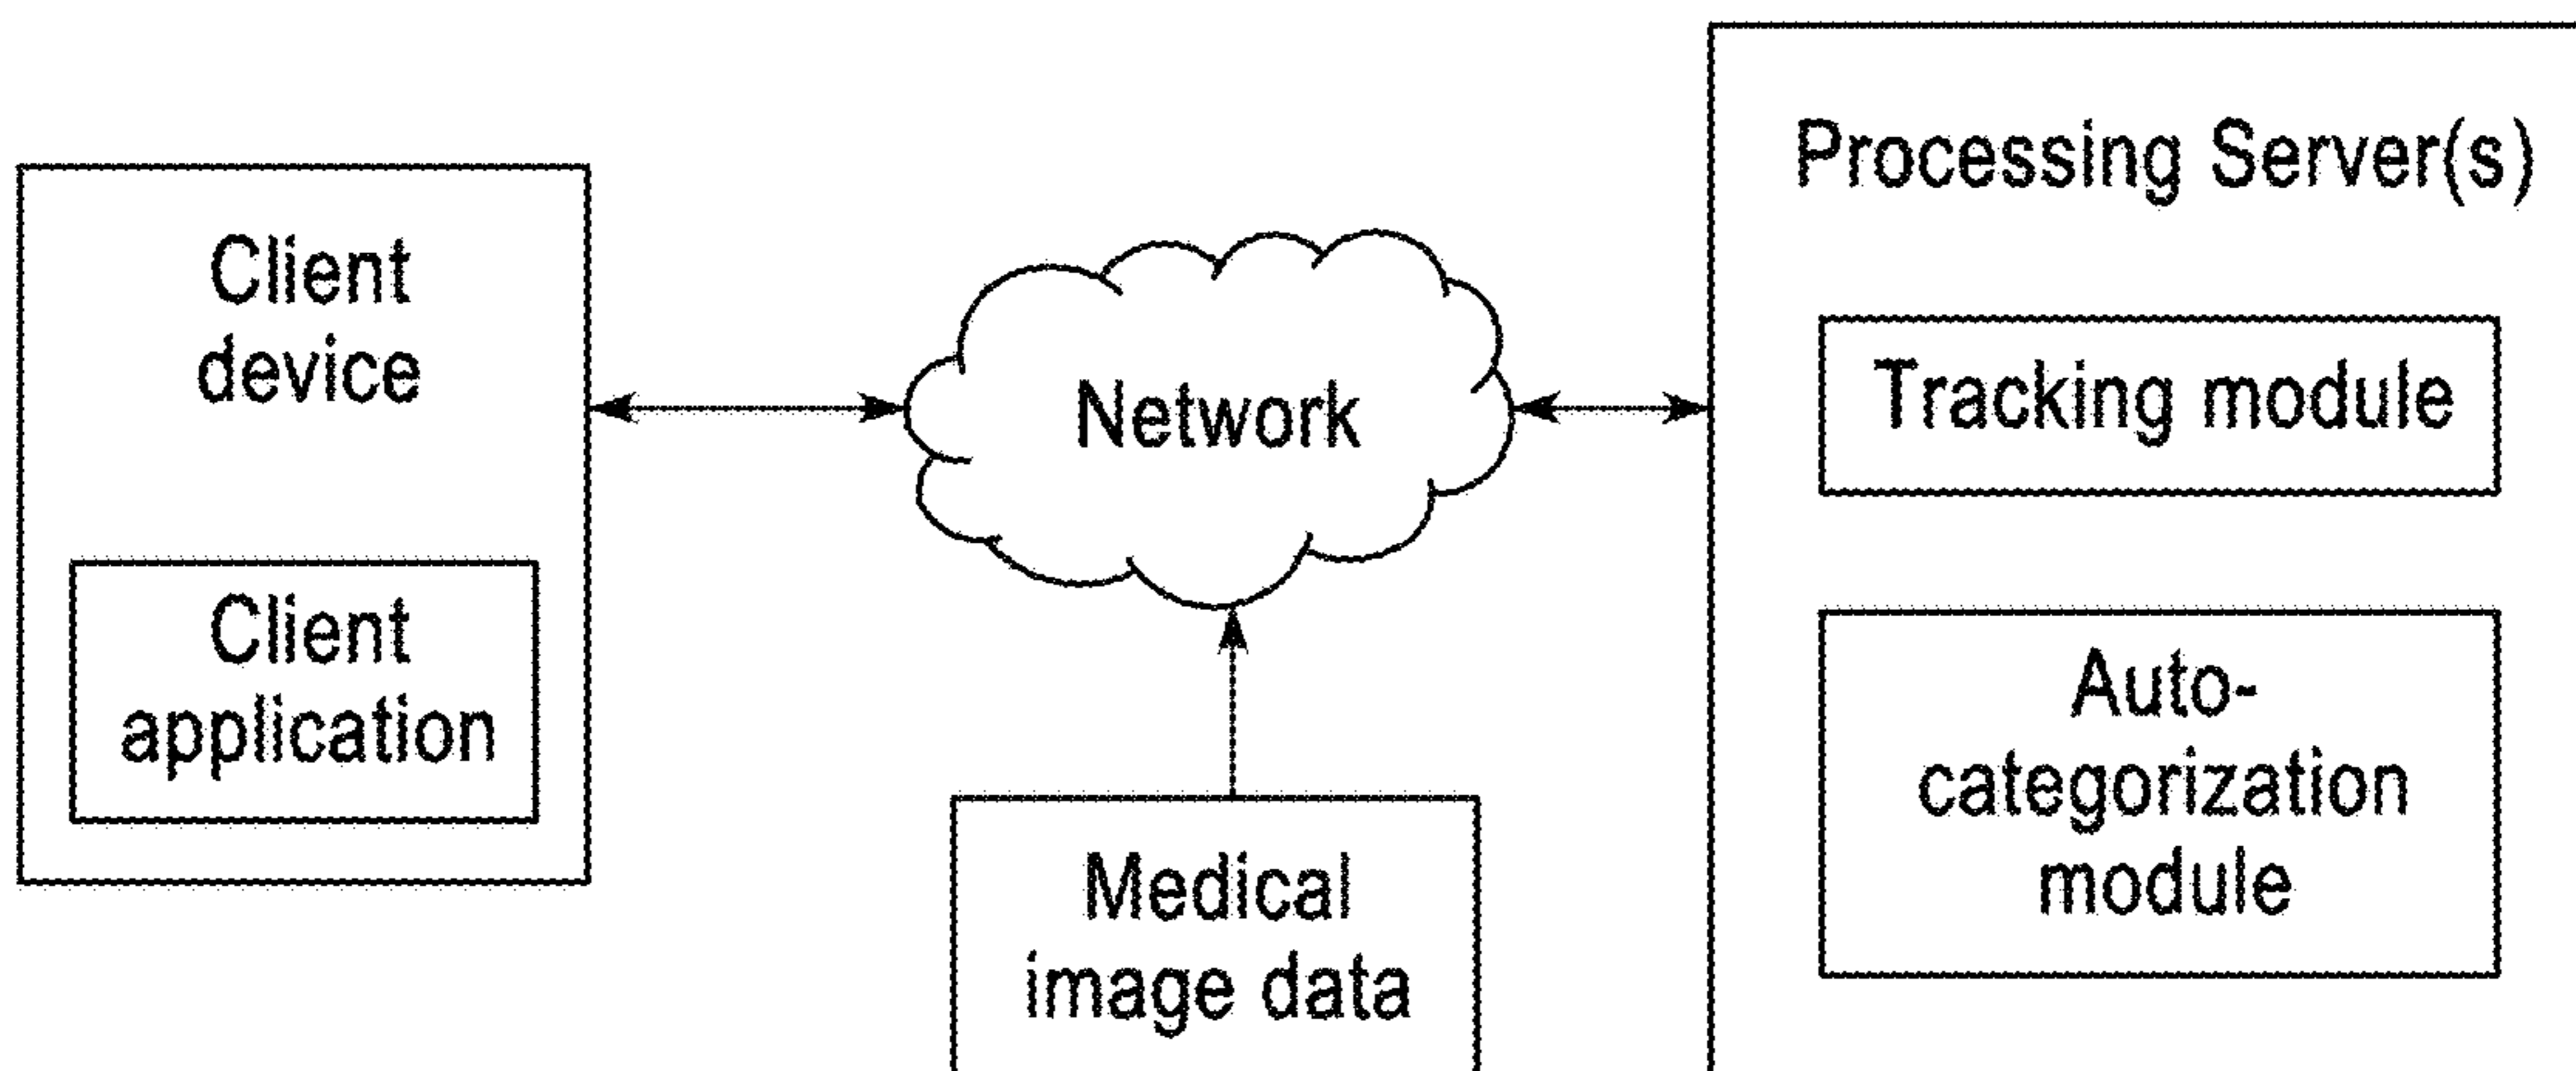 Client
device
Client
application
Network
Medical
image data
Processing Server(s)
Tracking module
Auto-
categorization
module